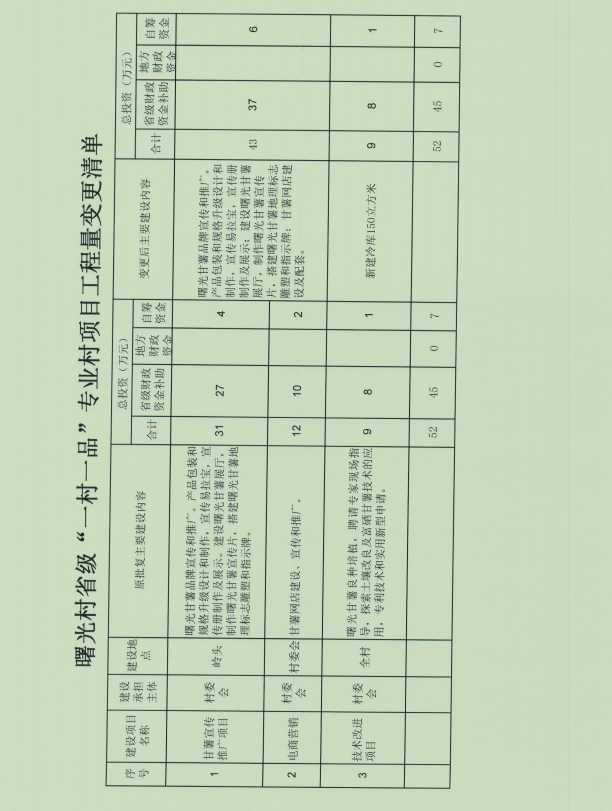 曙光村省级“一村一品”专业村项目工程量变更清单
序号
建设项目名称
建设承担主体
建设地点
原批复主要建设内容
总投资（万元）
合计
省级财政资金补助
地方财政资金
自筹资金
变更后主要建设内容
总投资（万元）
合计
省级财政资金补助
地方财政资金
自筹资金
1
甘薯宣传推广项目
村委会
岭头
曙光甘薯品牌宣传和推广。产品包装和
规格升级设计和制作，宣传易拉宝，宣
传册制作及展示。建设曙光甘薯展厅，
制作曙光甘薯宣传片，搭建曙光甘薯地
理标志雕塑和指示牌。
31
27
4
曙光甘薯品牌宣传和推广。
产品包装和规格升级设计和
制作，宣传易拉宝，宣传册
制作及展示；建设曙光甘薯
展厅，制作曙光甘薯宣传
片，搭建曙光甘薯地理标志
雕塑和指示牌；甘薯网店建
设及配套。
43
37
6
2
电商营销
村委会
村委会
甘薯网店建设、宣传和推广。
12
10
2
3
技术改进项目
村委会
全村
曙光甘薯良种培植，聘请专家现场指
导，探索土壤改良及富硒甘薯技术的应
用，专利技术和实用新型申请。
9
8
1
新建冷库150立方米
9
8
1
52
45
0
7
52
45
0
7